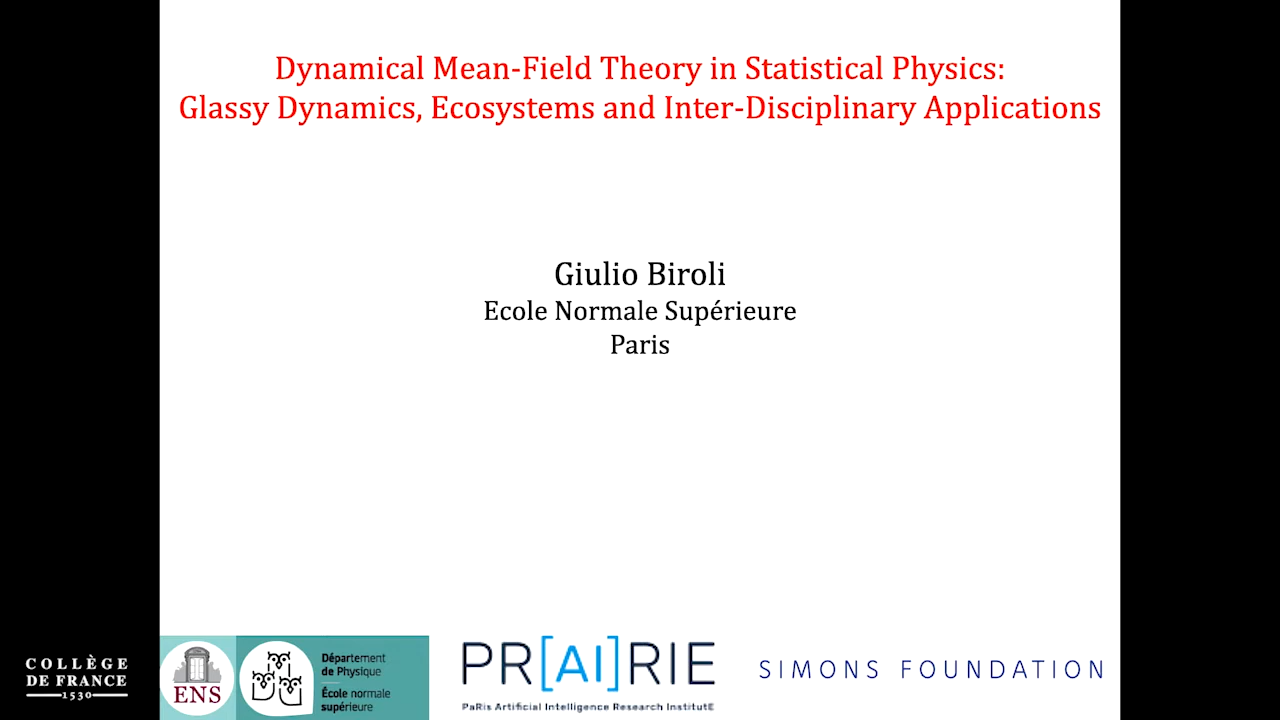 Dynamical Mean-Field Theory in Statistical Physics:
Glassy Dynamics, Ecosystems and Inter-Disciplinary Applications
Giulio Biroli
Ecole Normale Supérieure
Paris
COLLÈGE
DE FRANCE
1530
ENS
Département
de Physique
École normale
supérieure
PR[AI]RIE
PaRis Artificial Intelligence Research InstitutE
SIMONS FOUNDATION